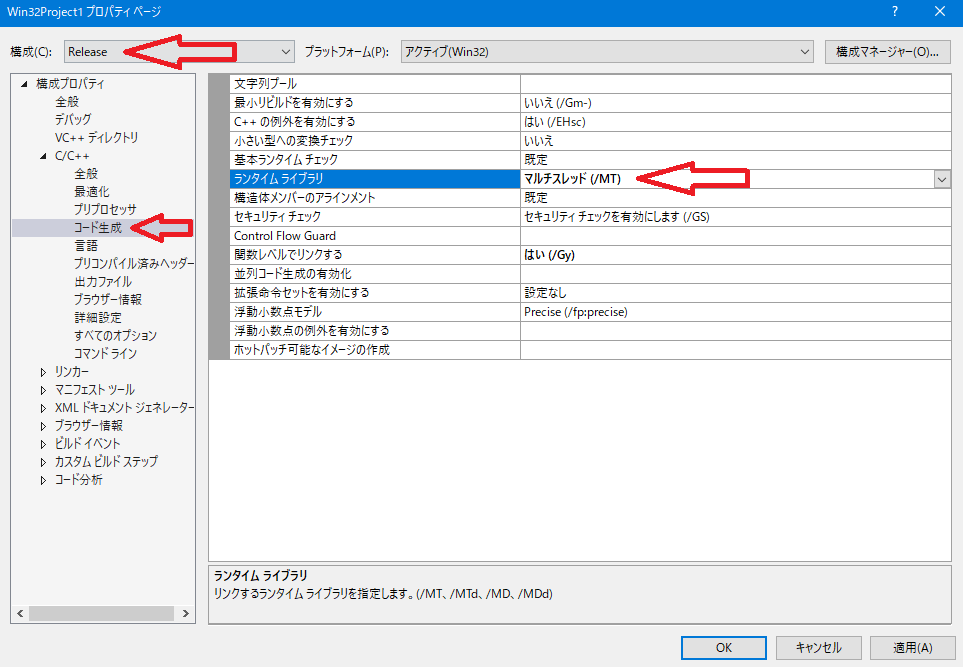 Win32Project1 プロパティ ページ
? ×
構成(C): Release プラットフォーム(P): アクティブ(Win32) 構成マネージャー(O)...
構成プロパティ
全般
デバッグ
VC++ ディレクトリ
C/C++
全般
最適化
プリプロセッサ
コード生成
言語
プリコンパイル済みヘッダー
出力ファイル
ブラウザー情報
詳細設定
すべてのオプション
コマンド ライン
リンカー
マニフェスト ツール
XML ドキュメント ジェネレーター
ブラウザー情報
ビルド イベント
カスタム ビルド ステップ
コード分析
文字列プール
最小リビルドを有効にする いいえ (/Gm-)
C++ の例外を有効にする はい (/EHsc)
小さい型への変換チェック いいえ
基本ランタイム チェック 既定
ランタイム ライブラリ マルチスレッド (/MT)
構造体メンバーのアラインメント 既定
セキュリティ チェック セキュリティ チェックを有効にします (/GS)
Control Flow Guard
関数レベルでリンクする はい (/Gy)
並列コード生成の有効化
拡張命令セットを有効にする 設定なし
浮動小数点モデル Precise (/fp:precise)
浮動小数点の例外を有効にする
ホットパッチ可能なイメージの作成
ランタイム ライブラリ
リンクするランタイム ライブラリを指定します。(/MT、/MTd、/MD、/MDd)
OK キャンセル 適用(A)